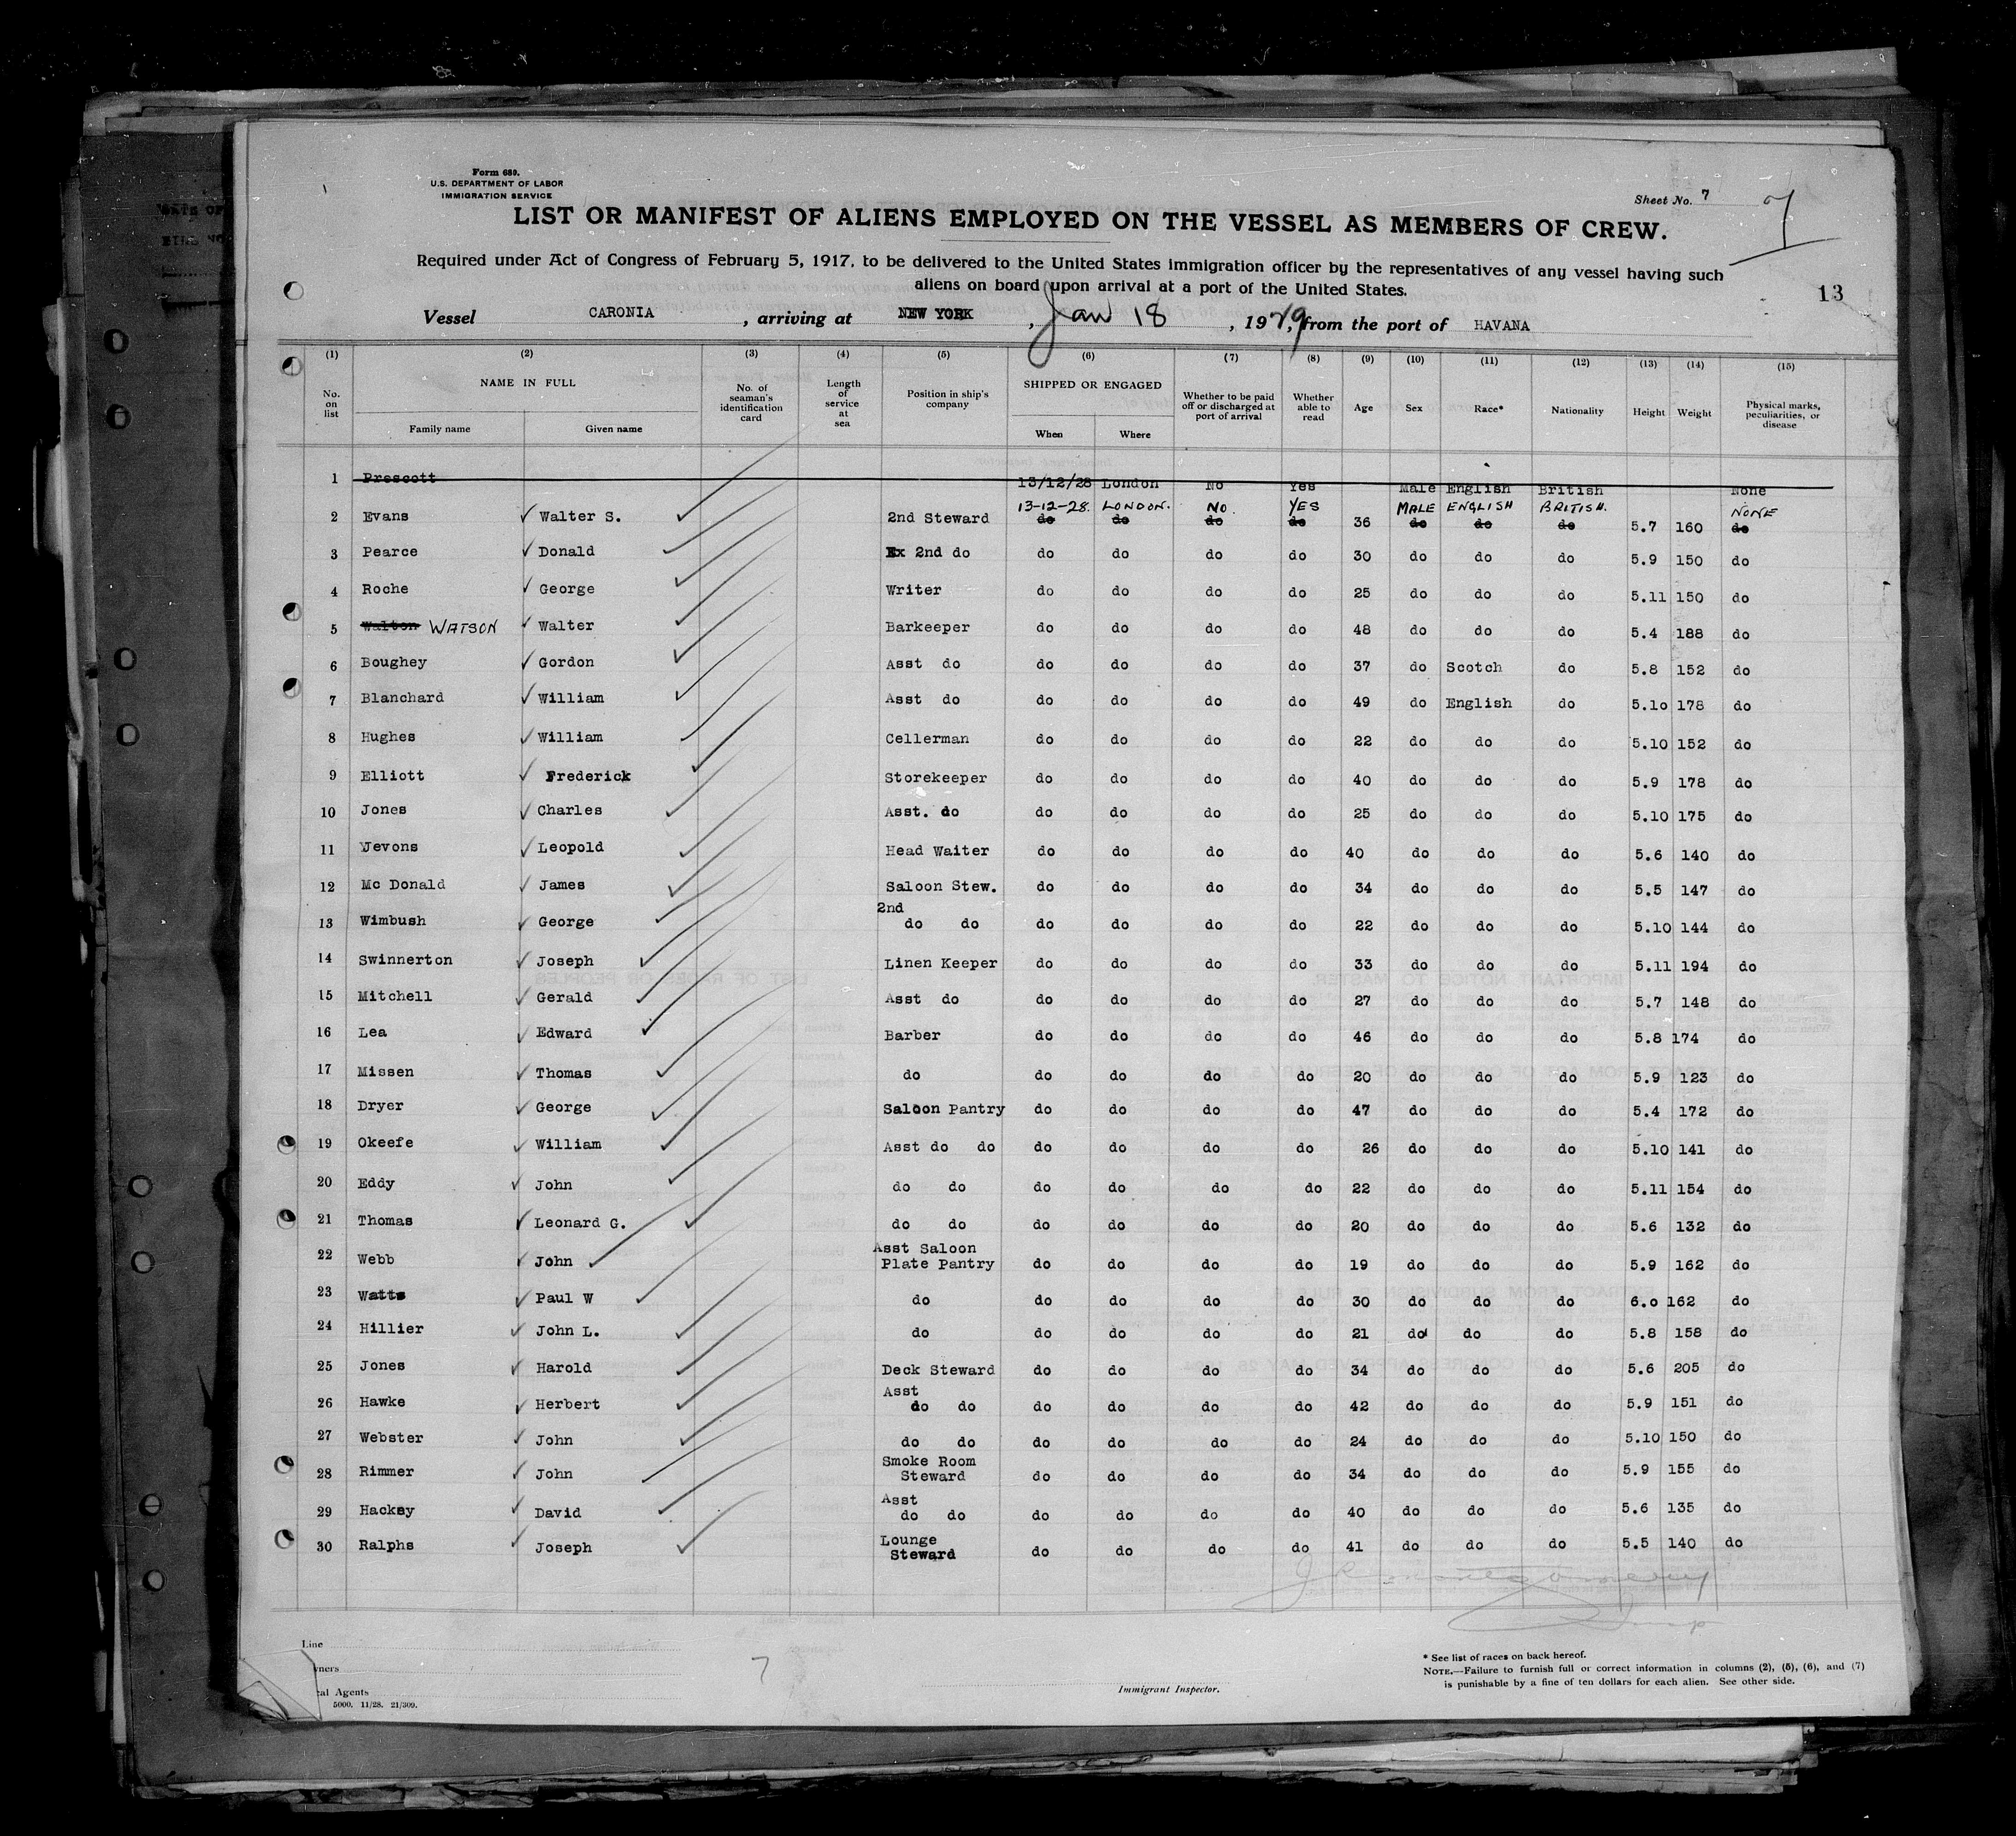 Form 680.
U.S. DEPARTMENT OF LABOR
IMMIGRATION SERVICE
Sheet No. 7
7
LIST OR MANIFEST OF ALIENS EMPLOYED ON THE VESSEL AS MEMBERS OF CREW.
Required under Act of Congress of February 5, 1917, to be delivered to the United States immigration officer by the representatives of any vessel having such
aliens on board upon arrival at a port of the United States.
13
Vessel CARONIA, arriving at NEW YORK, Jan 18, 1929, from the port of HAVANA
(1) (2) (3) (4) (5) (6) (7) (8) (9) (10) (11) (12) (13) (14) (15)
No. on list NAME IN FULL Family name Given name No. of seaman's identification card Length of service at sea Position in ship's company SHIPPED OR ENGAGED When Where Whether to be paid off or discharged at port of arrival Whether able to read Age Sex Race* Nationality Height Weight Physical marks, peculiarities, or disease
1 Prescott 13/12/28 London No Yes Male English British None
13-12-28. LONDON. NO. YES MALE ENGLISH BRITISH. NONE
2 Evans Walter S. 2nd Steward do do do do 36 do do do 5.7 160 do
3 Pearce Donald Ex 2nd do do do do do 30 do do do 5.9 150 do
4 Roche George Writer do do do do 25 do do do 5.11 150 do
5 Walton WATSON Walter Barkeeper do do do do 48 do do do 5.4 188 do
6 Boughey Gordon Asst do do do do do 37 do Scotch do 5.8 152 do
7 Blanchard William Asst do do do do do 49 do English do 5.10 178 do
8 Hughes William Cellerman do do do do 22 do do do 5.10 152 do
9 Elliott Frederick Storekeeper do do do do 40 do do do 5.9 178 do
10 Jones Charles Asst. do do do do do 25 do do do 5.10 175 do
11 Jevons Leopold Head Waiter do do do do 40 do do do 5.6 140 do
12 Mc Donald James Saloon Stew. do do do do 34 do do do 5.5 147 do
2nd
13 Wimbush George do do do do do do 22 do do do 5.10 144 do
14 Swinnerton Joseph Linen Keeper do do do do 33 do do do 5.11 194 do
15 Mitchell Gerald Asst do do do do do 27 do do do 5.7 148 do
16 Lea Edward Barber do do do do 46 do do do 5.8 174 do
17 Missen Thomas do do do do do 20 do do do 5.9 123 do
18 Dryer George Saloon Pantry do do do do 47 do do do 5.4 172 do
19 Okeefe William Asst do do do do do do 26 do do do 5.10 141 do
20 Eddy John do do do do do do 22 do do do 5.11 154 do
21 Thomas Leonard G. do do do do do do 20 do do do 5.6 132 do
Asst Saloon
22 Webb John Plate Pantry do do do do 19 do do do 5.9 162 do
23 Watts Paul W do do do do do 30 do do do 6.0 162 do
24 Hillier John L. do do do do do 21 do do do 5.8 158 do
25 Jones Harold Deck Steward do do do do 34 do do do 5.6 205 do
Asst
26 Hawke Herbert do do do do do do 42 do do do 5.9 151 do
27 Webster John do do do do do do 24 do do do 5.10 150 do
Smoke Room
28 Rimmer John Steward do do do do 34 do do do 5.9 155 do
Asst
29 Hackey David do do do do do do 40 do do do 5.6 135 do
Lounge
30 Ralphs Joseph Steward do do do do 41 do do do 5.5 140 do
Line
wners
cal Agents
5000. 11/28. 21/309.
7
Immigrant Inspector.
* See list of races on back hereof.
NOTE.—Failure to furnish full or correct information in columns (2), (5), (6), and (7)
is punishable by a fine of ten dollars for each alien. See other side.